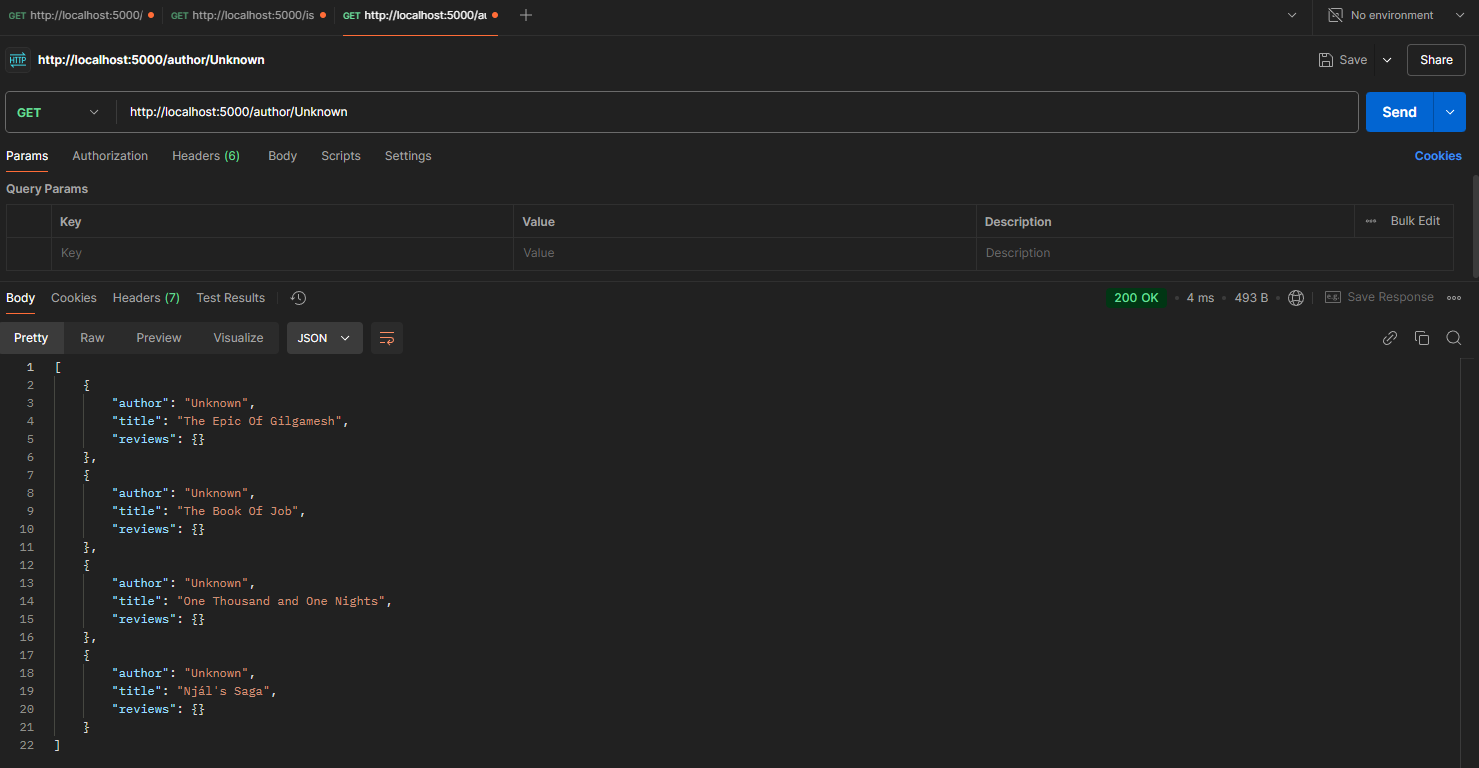 GET http://localhost:5000/ GET http://localhost:5000/is GET http://localhost:5000/au No environment
HTTP http://localhost:5000/author/Unknown Save Share
GET http://localhost:5000/author/Unknown Send
Params Authorization Headers (6) Body Scripts Settings Cookies
Query Params
Key Value Description Bulk Edit
Key Value Description
Body Cookies Headers (7) Test Results 200 OK 4 ms 493 B e.g. Save Response
Pretty Raw Preview Visualize JSON
1 [
2 {
3 "author": "Unknown",
4 "title": "The Epic Of Gilgamesh",
5 "reviews": {}
6 },
7 {
8 "author": "Unknown",
9 "title": "The Book Of Job",
10 "reviews": {}
11 },
12 {
13 "author": "Unknown",
14 "title": "One Thousand and One Nights",
15 "reviews": {}
16 },
17 {
18 "author": "Unknown",
19 "title": "Njál's Saga",
20 "reviews": {}
21 }
22 ]